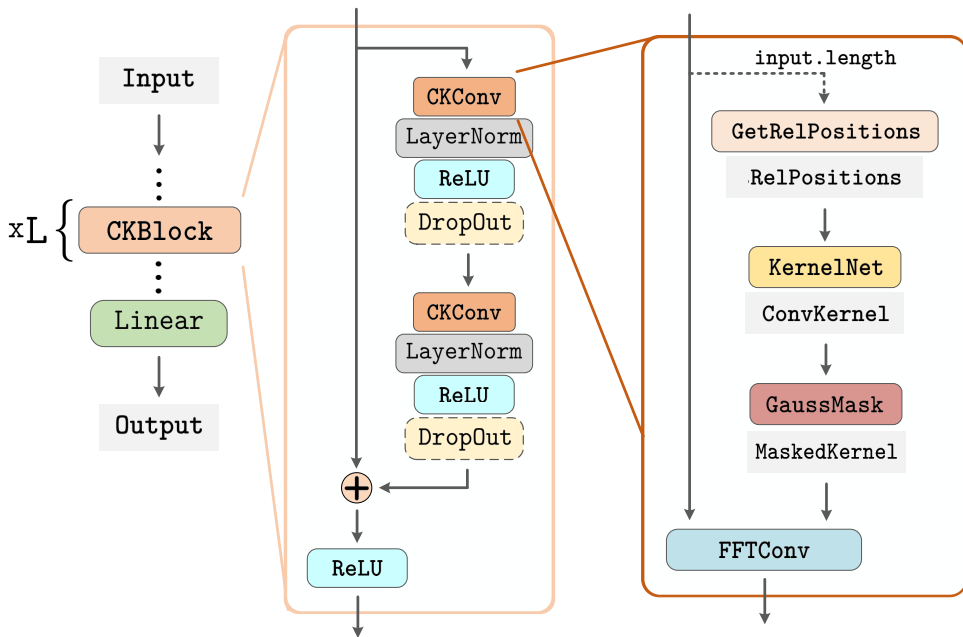 Input
xL
CKBlock
Linear
Output
CKConv
LayerNorm
ReLU
DropOut
CKConv
LayerNorm
ReLU
DropOut
ReLU
input.length
GetRelPositions
RelPositions
KernelNet
ConvKernel
GaussMask
MaskedKernel
FFTConv